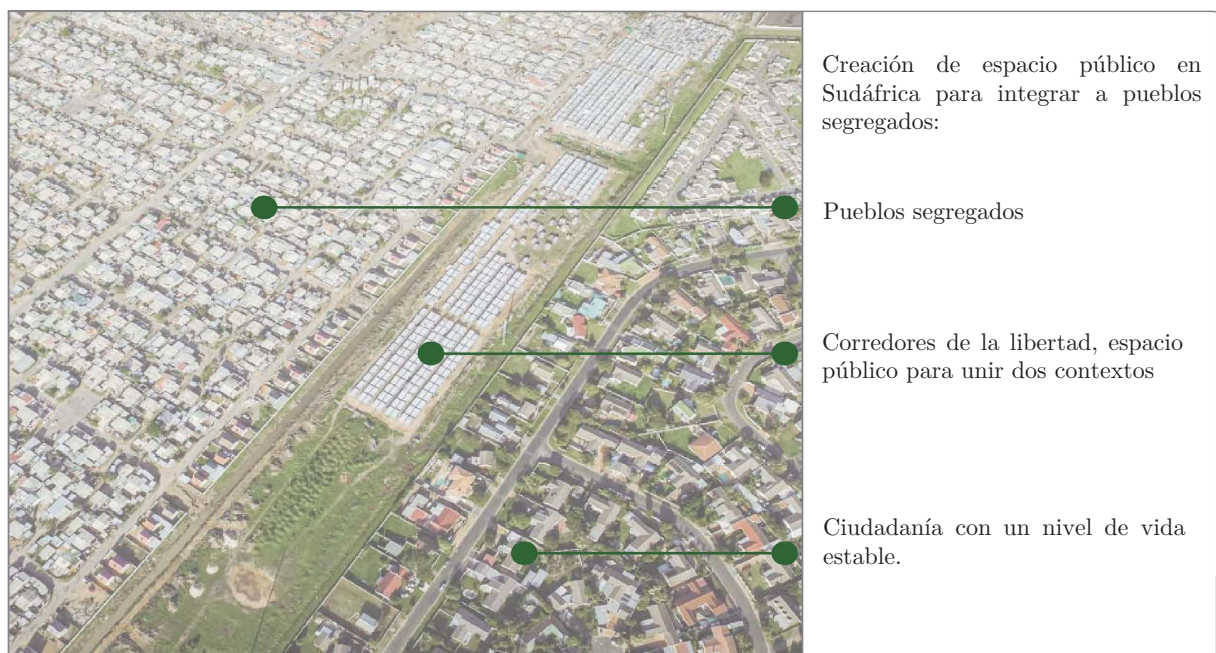 Creación de espacio público en
Sudáfrica para integrar a pueblos
segregados:
Pueblos segregados
Corredores de la libertad, espacio
público para unir dos contextos
Ciudadanía con un nivel de vida
estable.